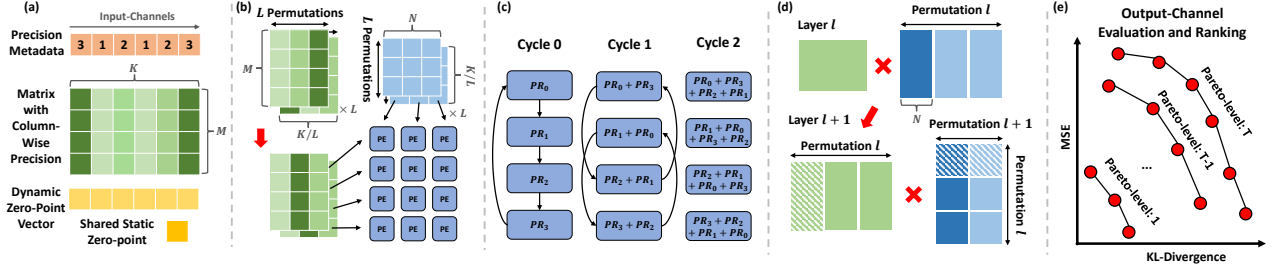 (a)
Input-Channels
Precision
Metadata
3 1 2 1 2 3
K
Matrix
with
Column-
Wise
Precision
M
Dynamic
Zero-Point
Vector
Shared Static
Zero-point
(b)
L Permutations
M
K/L
× L
L Permutations
N
K/L
× L
PE PE PE
PE PE PE
PE PE PE
PE PE PE
(c)
Cycle 0 Cycle 1 Cycle 2
PR0
PR1
PR2
PR3
PR0 + PR3
PR1 + PR0
PR2 + PR1
PR3 + PR2
PR0 + PR3
+ PR2 + PR1
PR1 + PR0
+ PR3 + PR2
PR2 + PR1
+ PR0 + PR3
PR3 + PR2
+ PR1 + PR0
(d)
Layer l
Permutation l
N
Layer l + 1
Permutation l
Permutation l + 1
Permutation l
(e)
Output-Channel
Evaluation and Ranking
MSE
Pareto-level: T
Pareto-level: T-1
...
Pareto-level: 1
KL-Divergence